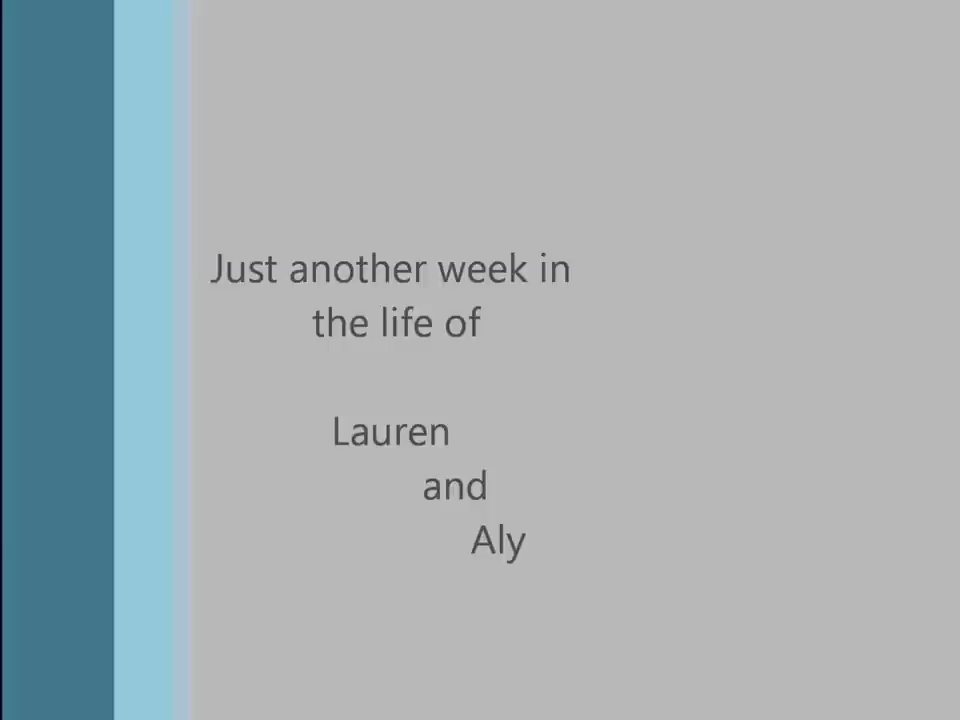 Just another week in
the life of
Lauren
and
Aly